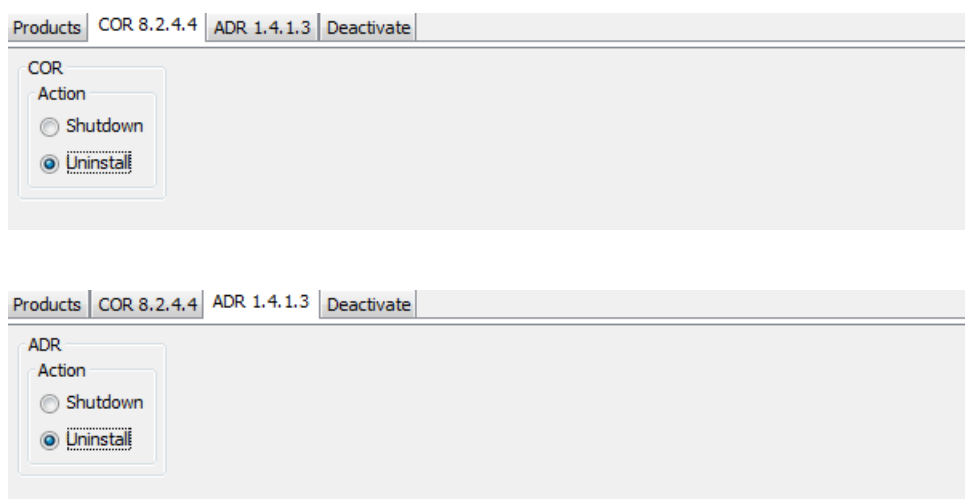 Products COR 8.2.4.4 ADR 1.4.1.3 Deactivate
COR
Action
Shutdown
Uninstall
Products COR 8.2.4.4 ADR 1.4.1.3 Deactivate
ADR
Action
Shutdown
Uninstall